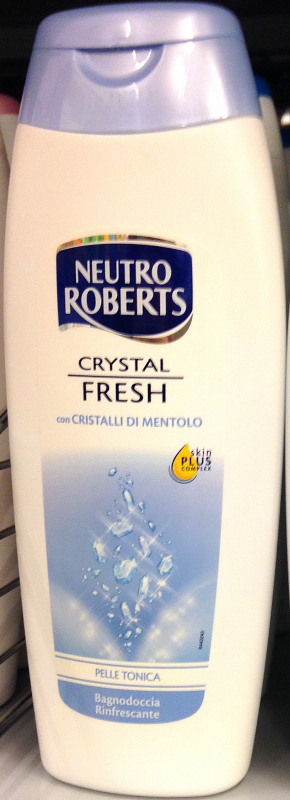 NEUTRO
ROBERTS
CRYSTAL
FRESH
con CRISTALLI DI MENTOLO
skin
PLUS
COMPLEX
PELLE TONICA
Bagnodoccia
Rinfrescante